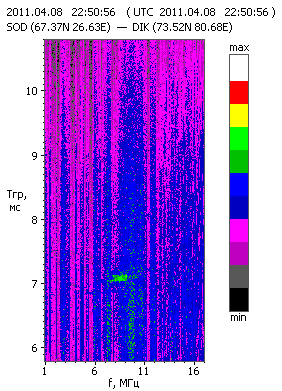 2011.04.08 22:50:56 (UTC 2011.04.08 22:50:56)
SOD (67.37N 26.63E) — DIK (73.52N 80.68E)
max
10
9
Tгр,
мс
8
7
6
min
1 6 11 16
f, МГц